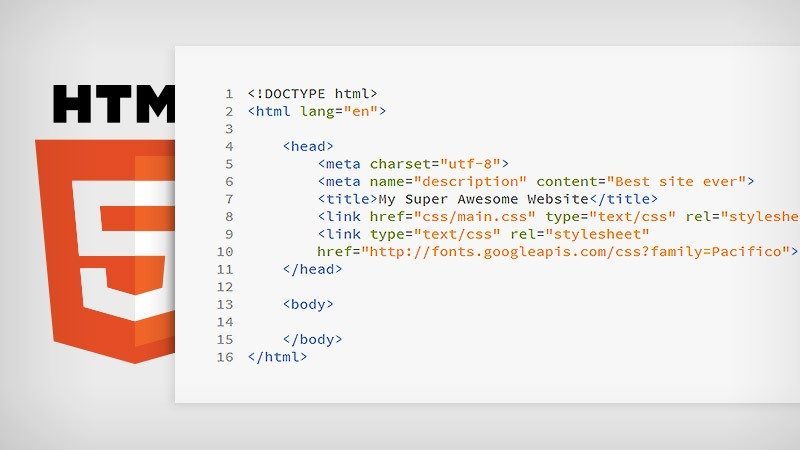 HTM
5
1 <!DOCTYPE html>
2 <html lang="en">
3
4 <head>
5 <meta charset="utf-8">
6 <meta name="description" content="Best site ever">
7 <title>My Super Awesome Website</title>
8 <link href="css/main.css" type="text/css" rel="styleshe
9 <link type="text/css" rel="stylesheet"
10 href="http://fonts.googleapis.com/css?family=Pacifico">
11 </head>
12
13 <body>
14
15 </body>
16 </html>